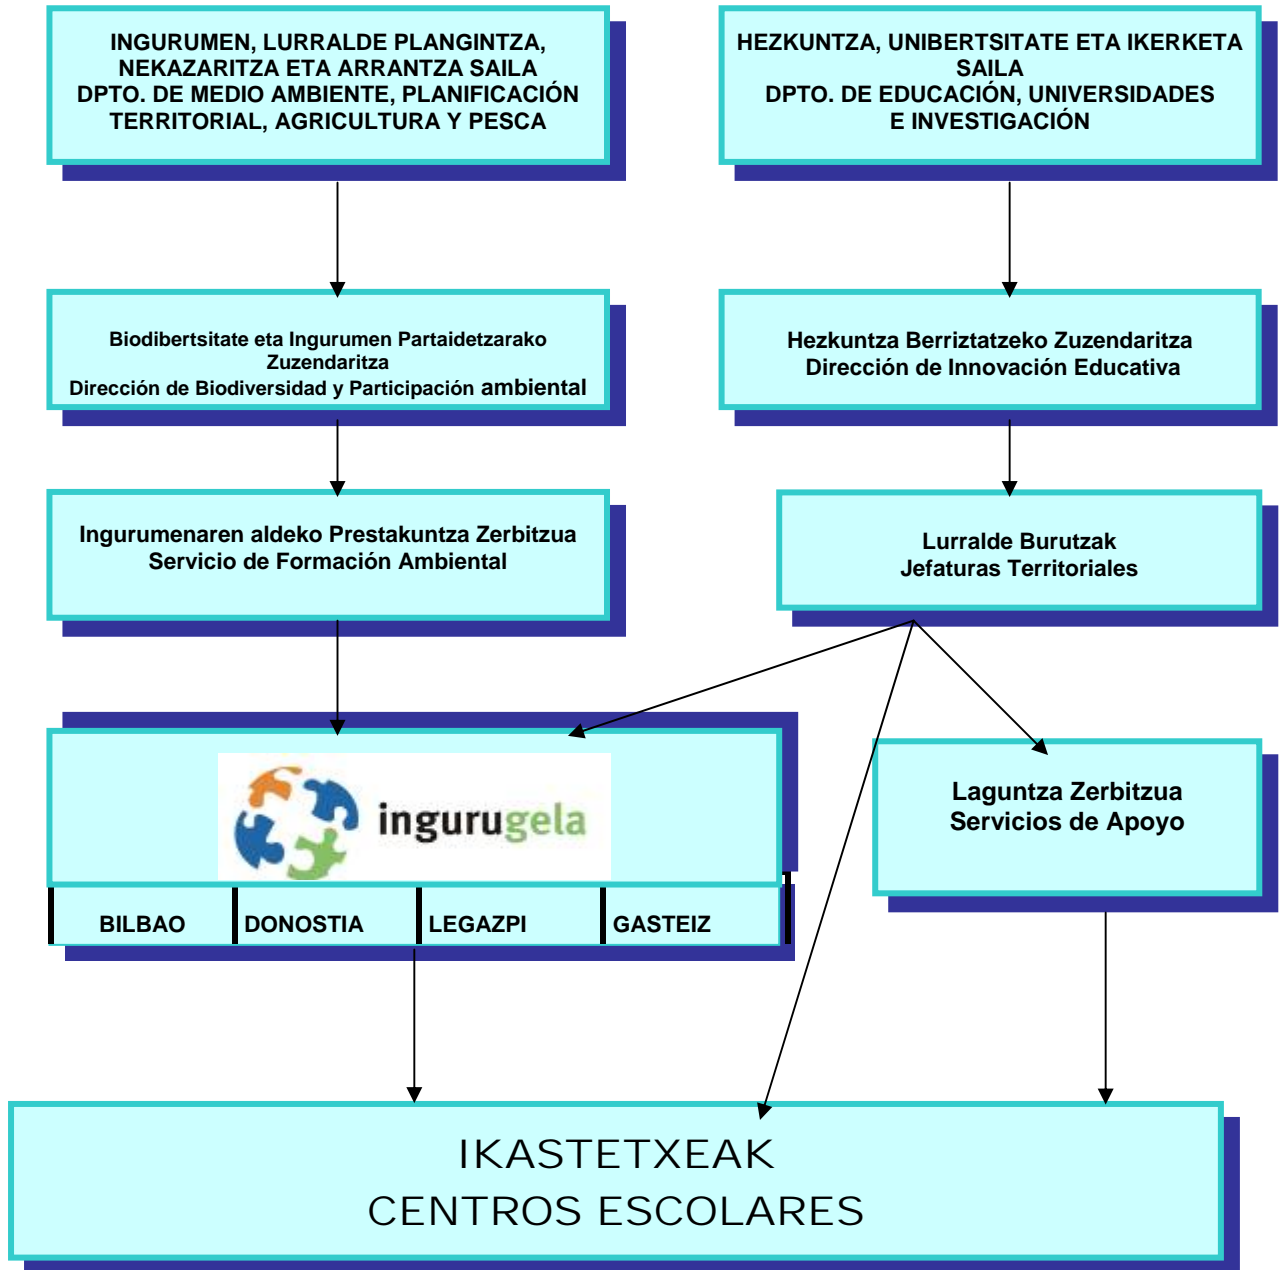 INGURUMEN, LURRALDE PLANGINTZA,
NEKAZARITZA ETA ARRANTZA SAILA
DPTO. DE MEDIO AMBIENTE, PLANIFICACIÓN
TERRITORIAL, AGRICULTURA Y PESCA
HEZKUNTZA, UNIBERTSITATE ETA IKERKETA
SAILA
DPTO. DE EDUCACIÓN, UNIVERSIDADES
E INVESTIGACIÓN
Biodibertsitate eta Ingurumen Partaidetzarako
Zuzendaritza
Dirección de Biodiversidad y Participación ambiental
Hezkuntza Berriztatzeko Zuzendaritza
Dirección de Innovación Educativa
Ingurumenaren aldeko Prestakuntza Zerbitzua
Servicio de Formación Ambiental
Lurralde Burutzak
Jefaturas Territoriales
ingurugela
BILBAO DONOSTIA LEGAZPI GASTEIZ
Laguntza Zerbitzua
Servicios de Apoyo
IKASTETXEAK
CENTROS ESCOLARES